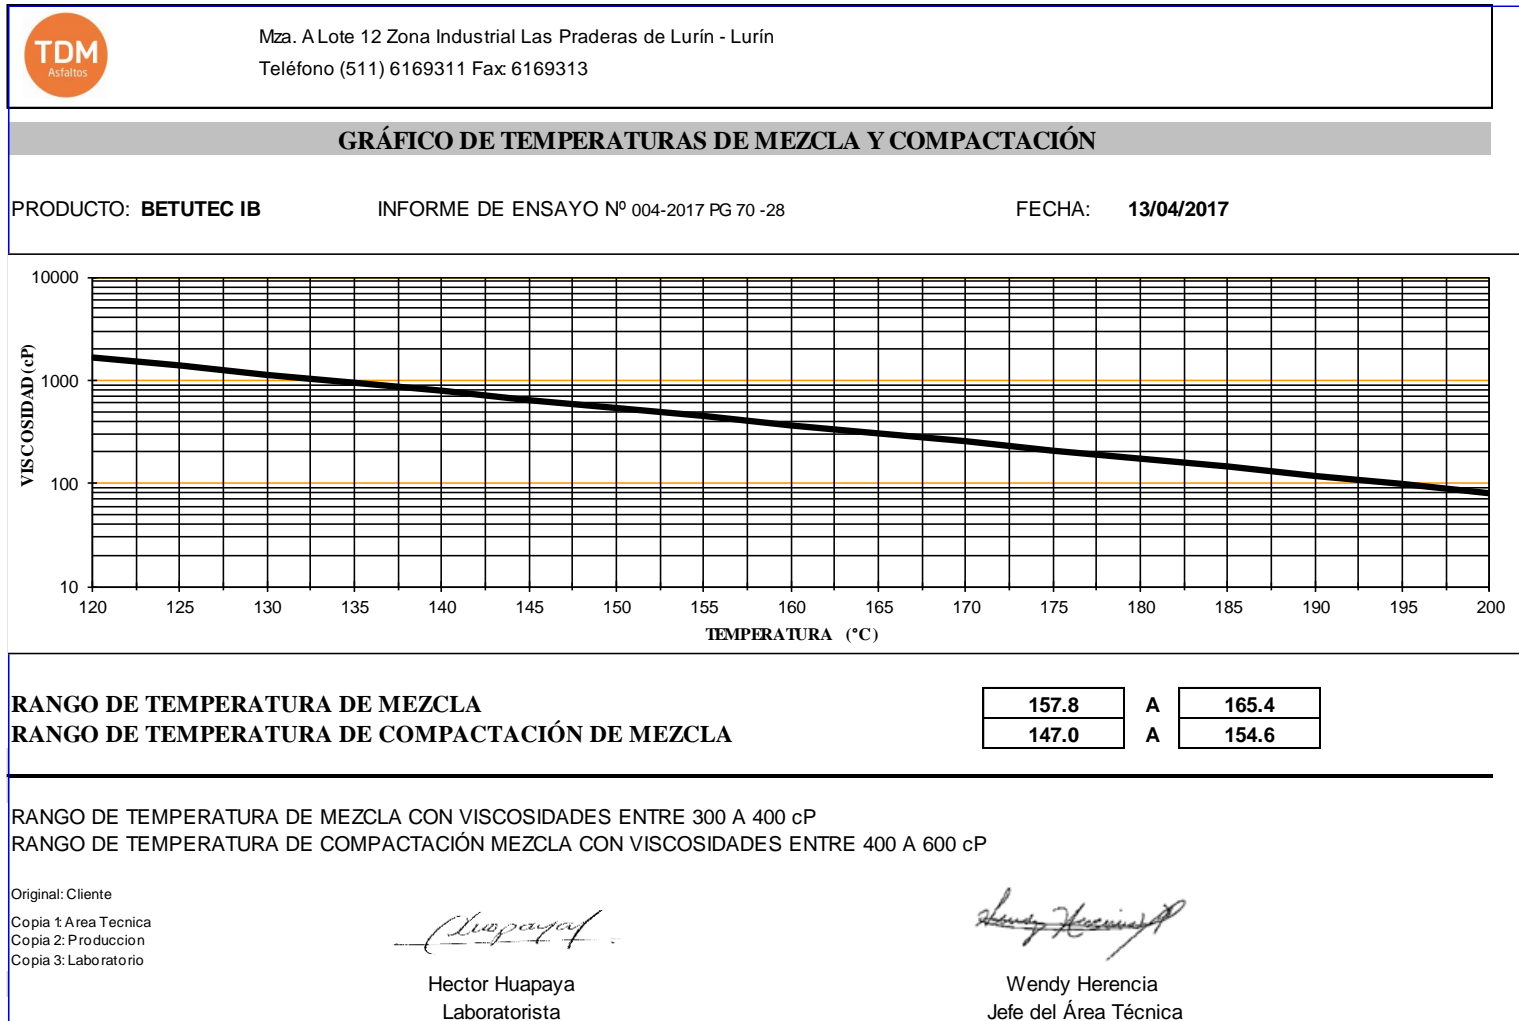 TDM
Asfaltos
Mza. A Lote 12 Zona Industrial Las Praderas de Lurín - Lurín
Teléfono (511) 6169311 Fax: 6169313
GRÁFICO DE TEMPERATURAS DE MEZCLA Y COMPACTACIÓN
PRODUCTO: BETUTEC IB INFORME DE ENSAYO Nº 004-2017 PG 70 -28 FECHA: 13/04/2017
VISCOSIDAD (cP)
10000
1000
100
10
120 125 130 135 140 145 150 155 160 165 170 175 180 185 190 195 200
TEMPERATURA (°C)
RANGO DE TEMPERATURA DE MEZCLA 157.8 A 165.4
RANGO DE TEMPERATURA DE COMPACTACIÓN DE MEZCLA 147.0 A 154.6
RANGO DE TEMPERATURA DE MEZCLA CON VISCOSIDADES ENTRE 300 A 400 cP
RANGO DE TEMPERATURA DE COMPACTACIÓN MEZCLA CON VISCOSIDADES ENTRE 400 A 600 cP
Original: Cliente
Copia 1: Area Tecnica
Copia 2: Produccion
Copia 3: Laboratorio
Huapaya
Hector Huapaya
Laboratorista
Wendy Herencia
Jefe del Área Técnica